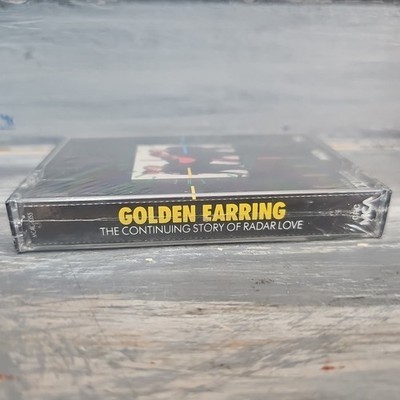 GOLDEN EARRING
THE CONTINUING STORY OF RADAR LOVE